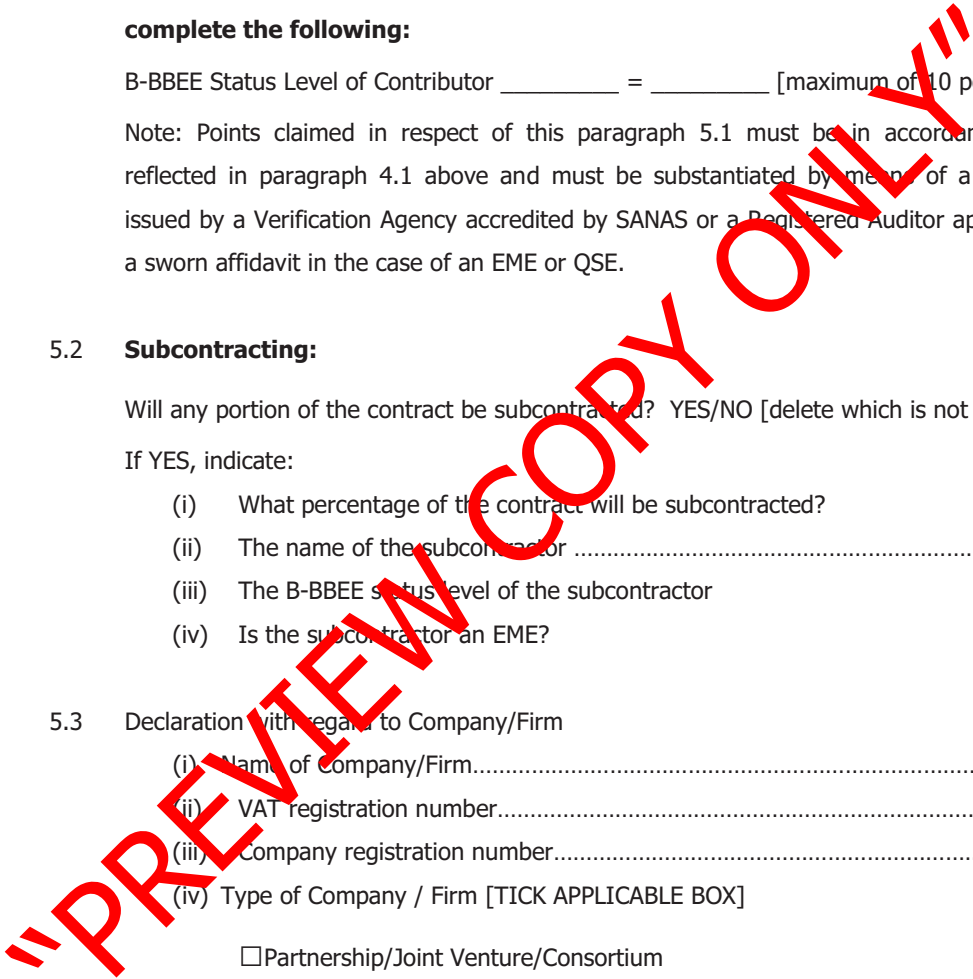 complete the following:
B-BBEE Status Level of Contributor _________ = _________ [maximum of 10 p
Note: Points claimed in respect of this paragraph 5.1 must be in accordan
reflected in paragraph 4.1 above and must be substantiated by means of a
issued by a Verification Agency accredited by SANAS or a Registered Auditor ap
a sworn affidavit in the case of an EME or QSE.
5.2 Subcontracting:
Will any portion of the contract be subcontracted? YES/NO [delete which is not
If YES, indicate:
(i) What percentage of the contract will be subcontracted?
(ii) The name of the subcontractor ………………………………………………………
(iii) The B-BBEE status level of the subcontractor
(iv) Is the subcontractor an EME?
5.3 Declaration with regard to Company/Firm
(i) Name of Company/Firm……………………………………………………………………
(ii) VAT registration number…………………………………………………………………
(iii) Company registration number…………………………………………………………
(iv) Type of Company / Firm [TICK APPLICABLE BOX]
☐Partnership/Joint Venture/Consortium
“PREVIEW COPY ONLY”